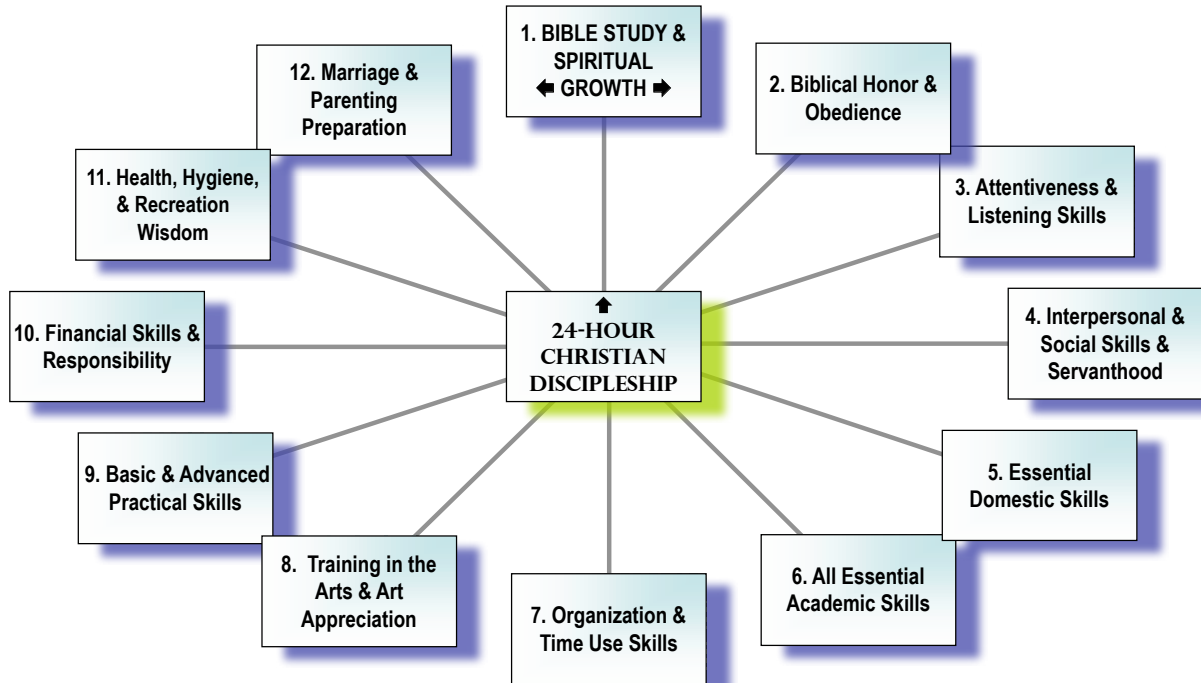 1. BIBLE STUDY &
SPIRITUAL
🡄 GROWTH 🡆
2. Biblical Honor &
Obedience
3. Attentiveness &
Listening Skills
4. Interpersonal &
Social Skills &
Servanthood
5. Essential
Domestic Skills
6. All Essential
Academic Skills
7. Organization &
Time Use Skills
8. Training in the
Arts & Art
Appreciation
9. Basic & Advanced
Practical Skills
10. Financial Skills &
Responsibility
11. Health, Hygiene,
& Recreation
Wisdom
12. Marriage &
Parenting
Preparation
🡅
24-HOUR
CHRISTIAN
DISCIPLESHIP